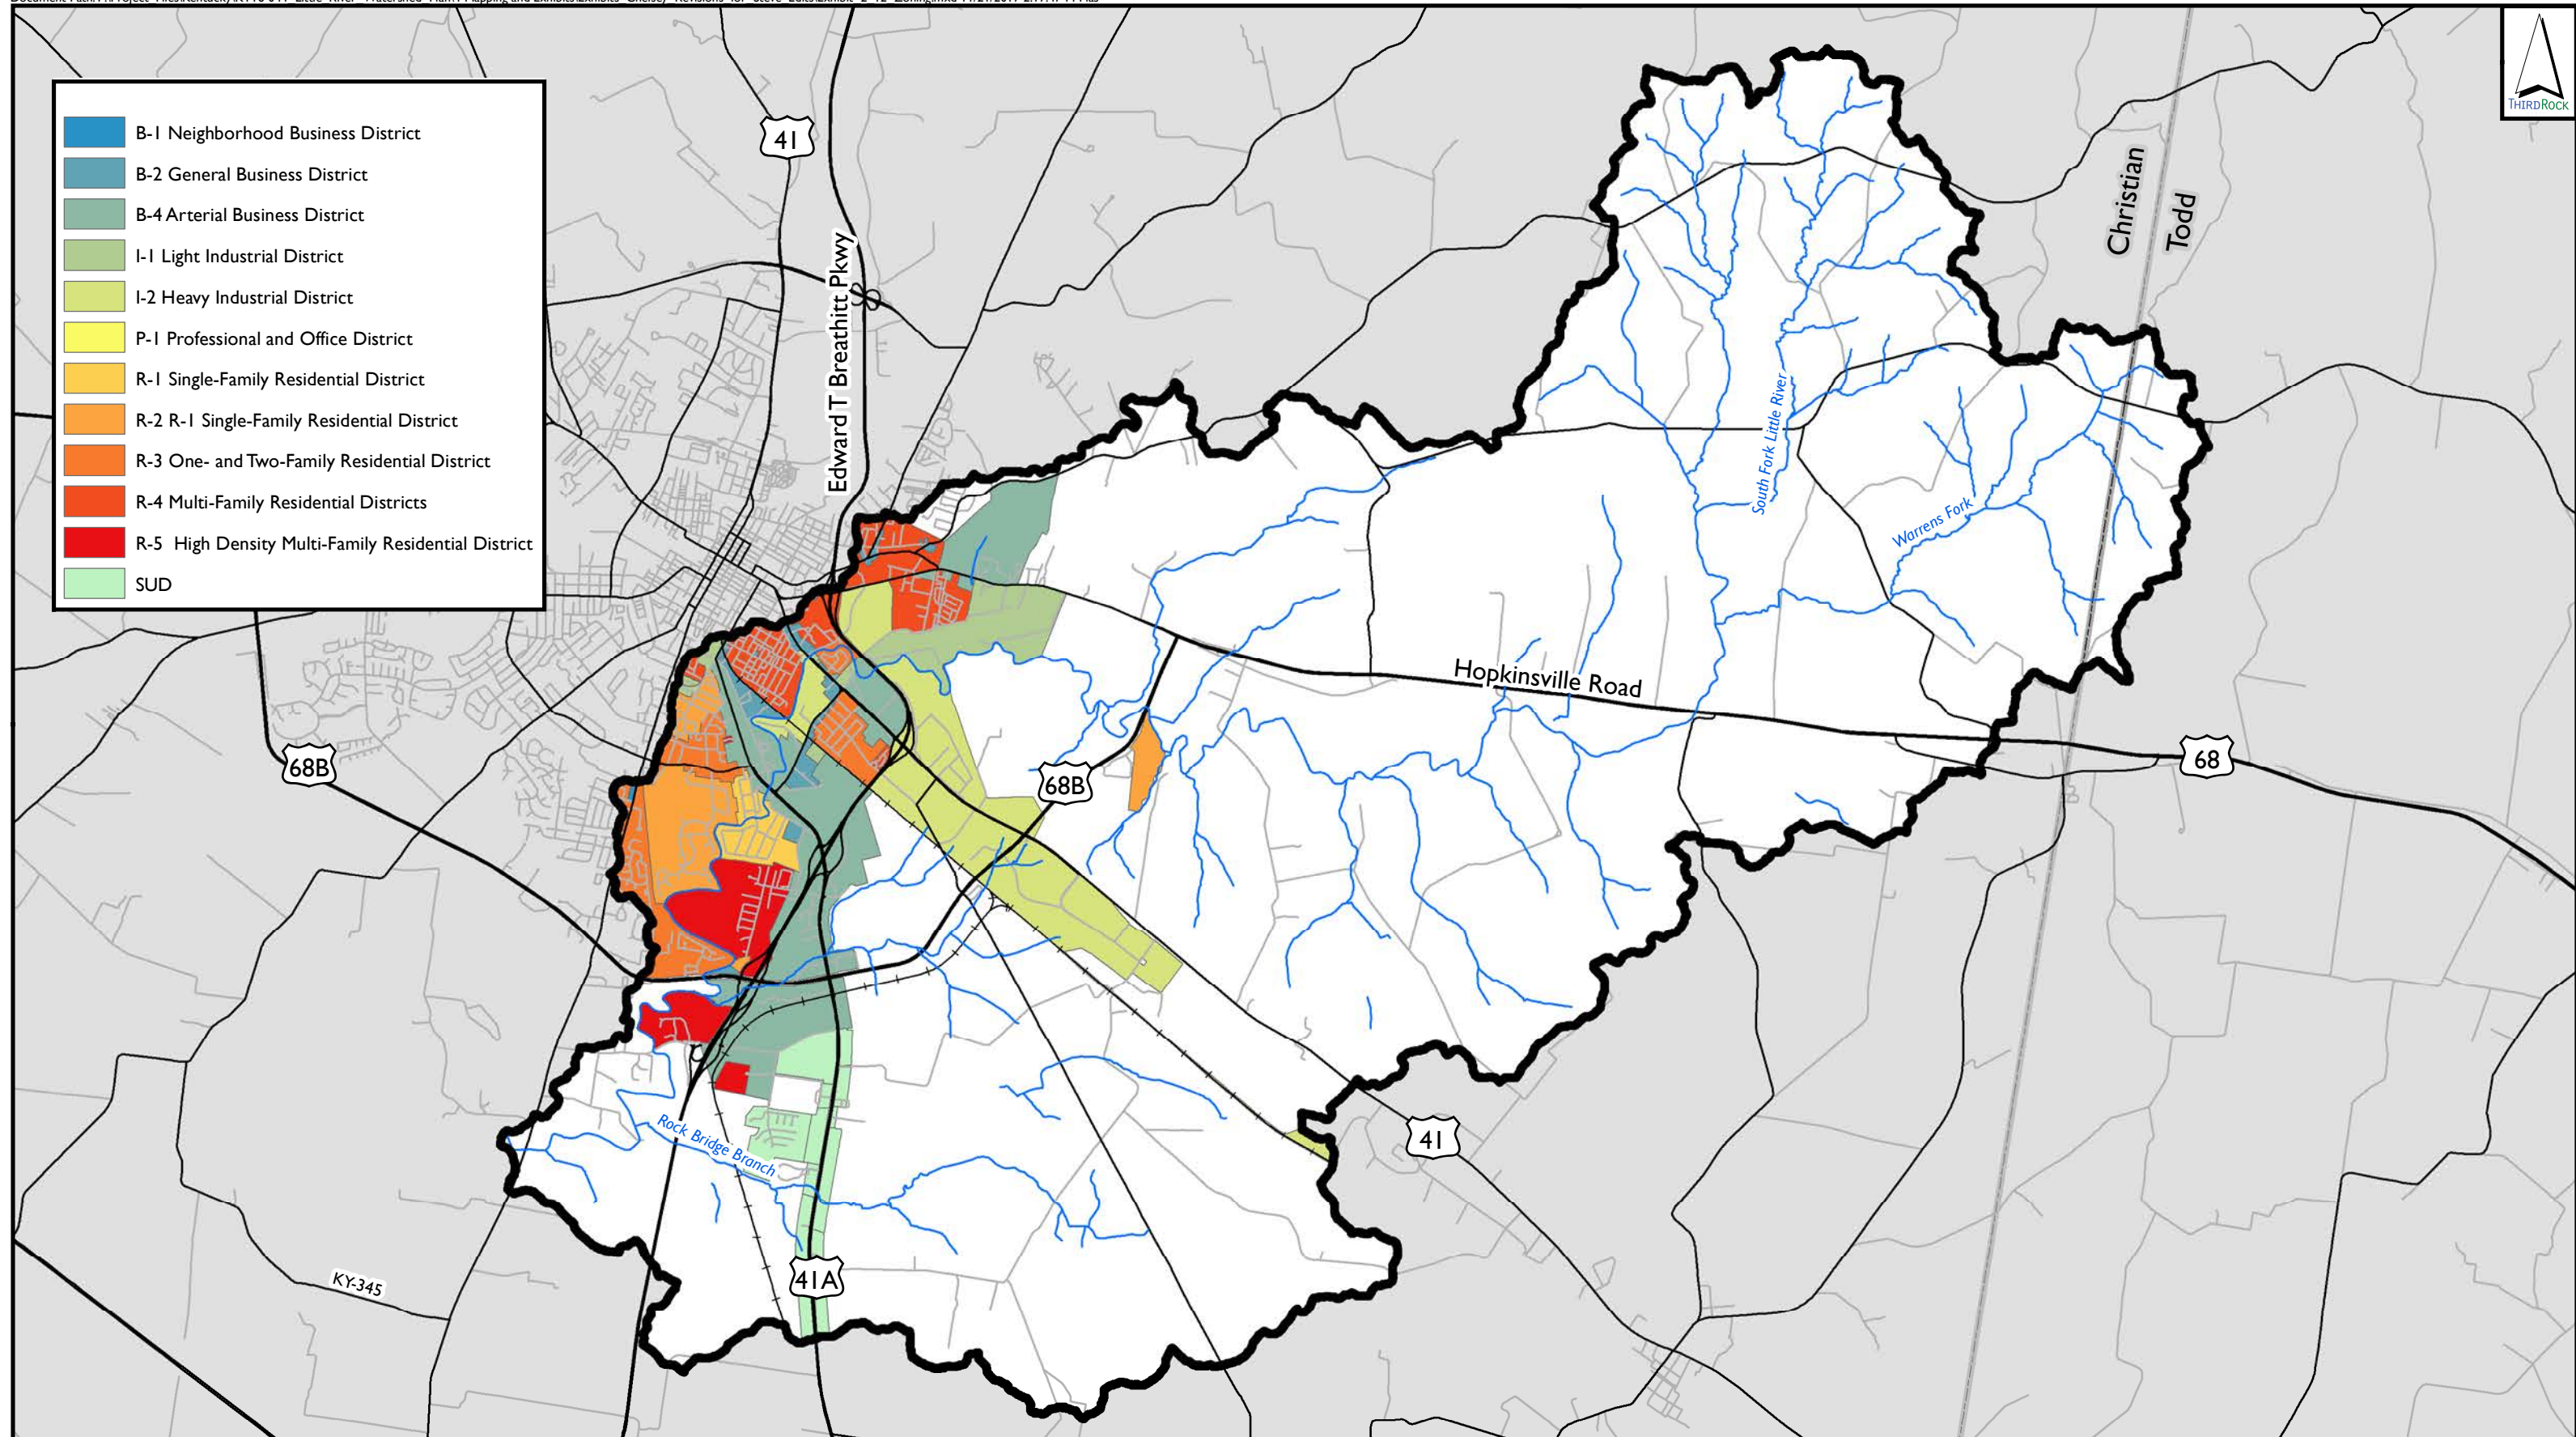 B-1 Neighborhood Business District
B-2 General Business District
B-4 Arterial Business District
I-1 Light Industrial District
I-2 Heavy Industrial District
P-1 Professional and Office District
R-1 Single-Family Residential District
R-2 R-1 Single-Family Residential District
R-3 One- and Two-Family Residential District
R-4 Multi-Family Residential Districts
R-5 High Density Multi-Family Residential District
SUD
41
Edward T Breathitt Pkwy
THIRDROCK
Christian
Todd
South Fork Little River
Warrens Fork
Hopkinsville Road
68B
68B
68
41
Rock Bridge Branch
41A
KY-345